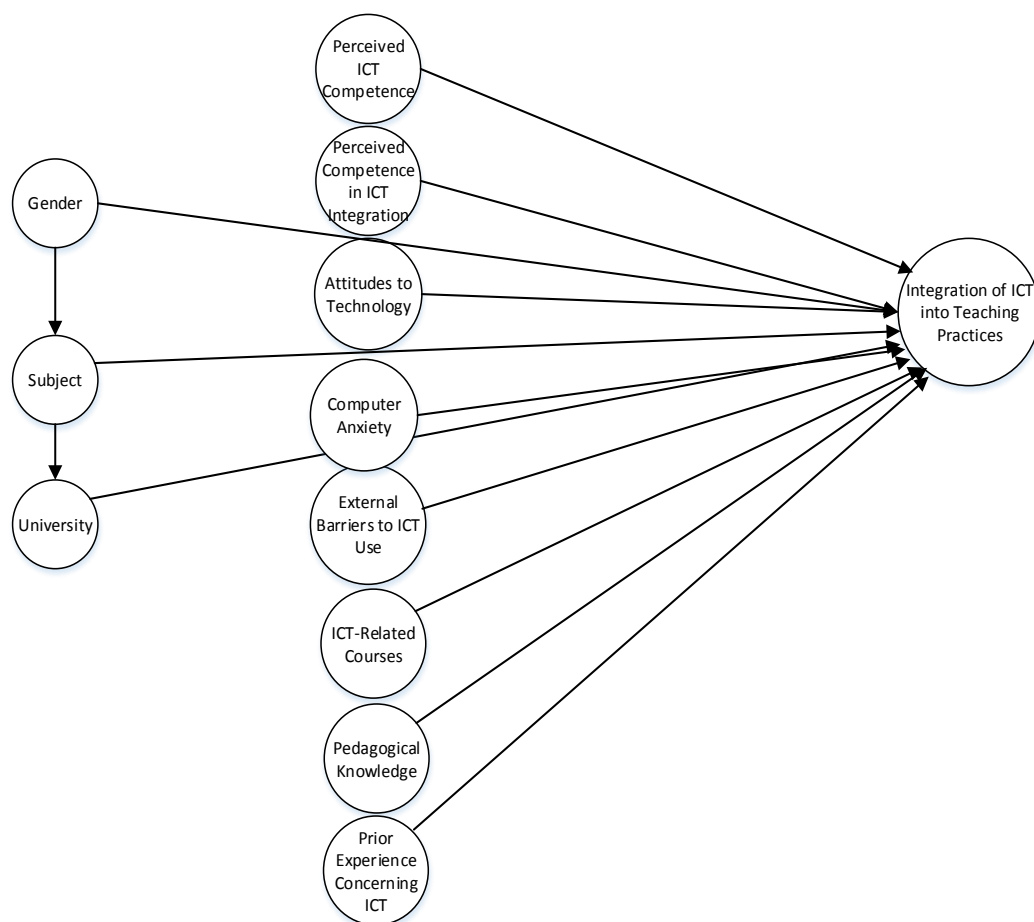 Perceived
ICT
Competence
Perceived
Competence
in ICT
Integration
Gender
Attitudes to
Technology
Integration of ICT
into Teaching
Practices
Subject
Computer
Anxiety
University
External
Barriers to ICT
Use
ICT-Related
Courses
Pedagogical
Knowledge
Prior
Experience
Concerning
ICT